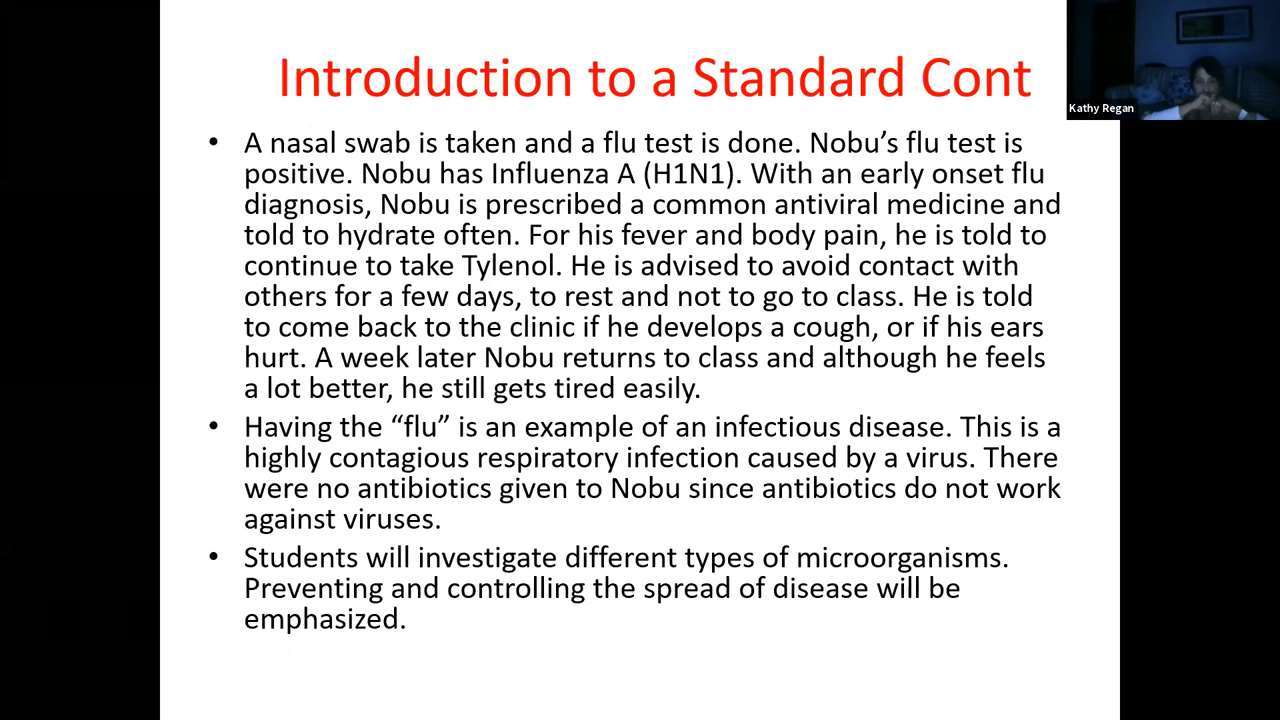 Introduction to a Standard Cont
Kathy Regan
• A nasal swab is taken and a flu test is done. Nobu’s flu test is
positive. Nobu has Influenza A (H1N1). With an early onset flu
diagnosis, Nobu is prescribed a common antiviral medicine and
told to hydrate often. For his fever and body pain, he is told to
continue to take Tylenol. He is advised to avoid contact with
others for a few days, to rest and not to go to class. He is told
to come back to the clinic if he develops a cough, or if his ears
hurt. A week later Nobu returns to class and although he feels
a lot better, he still gets tired easily.
• Having the “flu” is an example of an infectious disease. This is a
highly contagious respiratory infection caused by a virus. There
were no antibiotics given to Nobu since antibiotics do not work
against viruses.
• Students will investigate different types of microorganisms.
Preventing and controlling the spread of disease will be
emphasized.